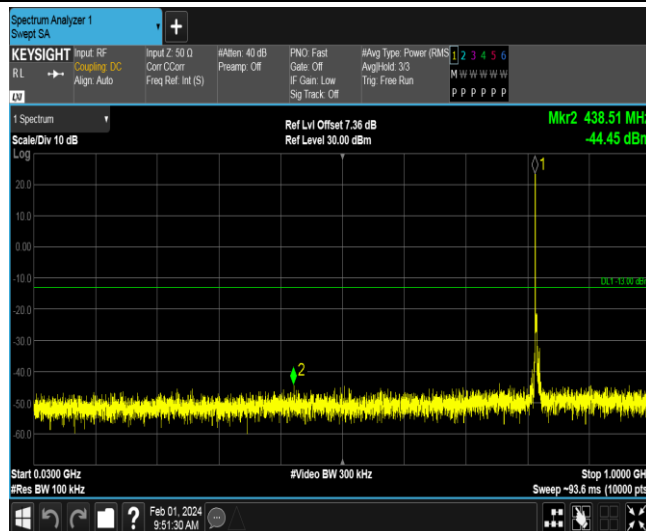 Spectrum Analyzer 1
Swept SA
+
KEYSIGHT
RL
LXI
Input: RF
Coupling: DC
Align: Auto
Input Z: 50 Ω
Corr CCorr
Freq Ref: Int (S)
#Atten: 40 dB
Preamp: Off
PNO: Fast
Gate: Off
IF Gain: Low
Sig Track: Off
#Avg Type: Power (RMS
Avg|Hold: 3/3
Trig: Free Run
1 2 3 4 5 6
M W W W W W
P P P P P P
1 Spectrum
Scale/Div 10 dB
Log
Ref Lvl Offset 7.36 dB
Ref Level 30.00 dBm
Mkr2 438.51 MHz
-44.45 dBm
1
20.0
10.0
0.00
-10.0
DL1 -13.00 dBm
-20.0
-30.0
-40.0
2
-50.0
-60.0
Start 0.0300 GHz
#Res BW 100 kHz
#Video BW 300 kHz
Stop 1.0000 GH
Sweep ~93.6 ms (10000 pts
?
Feb 01, 2024
9:51:30 AM